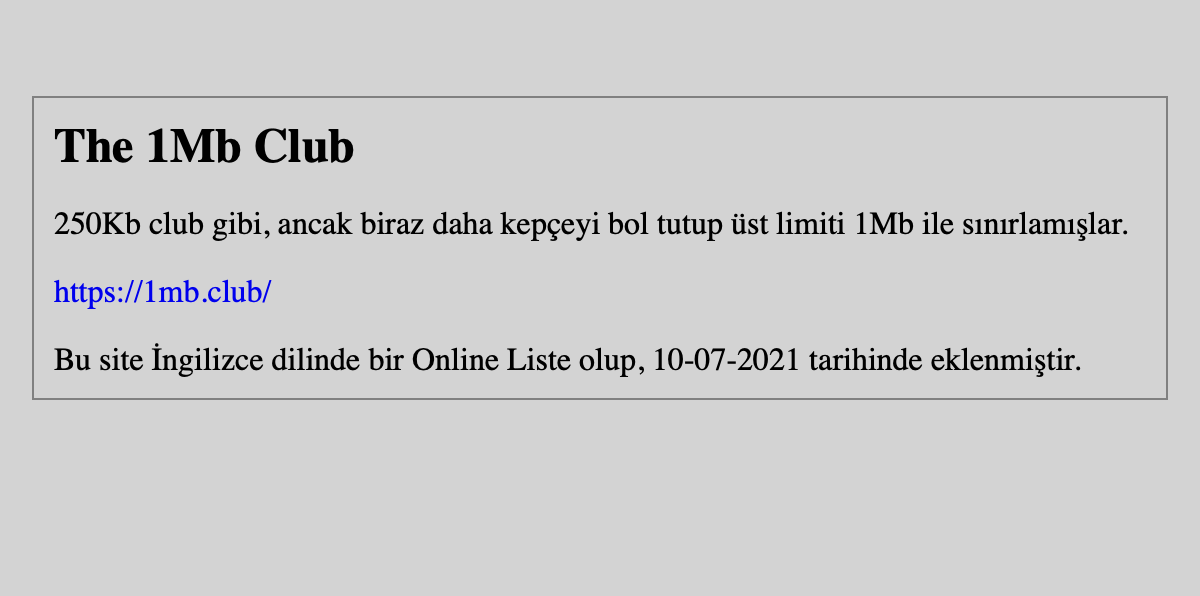 The 1Mb Club
250Kb club gibi, ancak biraz daha kepçeyi bol tutup üst limiti 1Mb ile sınırlamışlar.
https://1mb.club/
Bu site İngilizce dilinde bir Online Liste olup, 10-07-2021 tarihinde eklenmiştir.